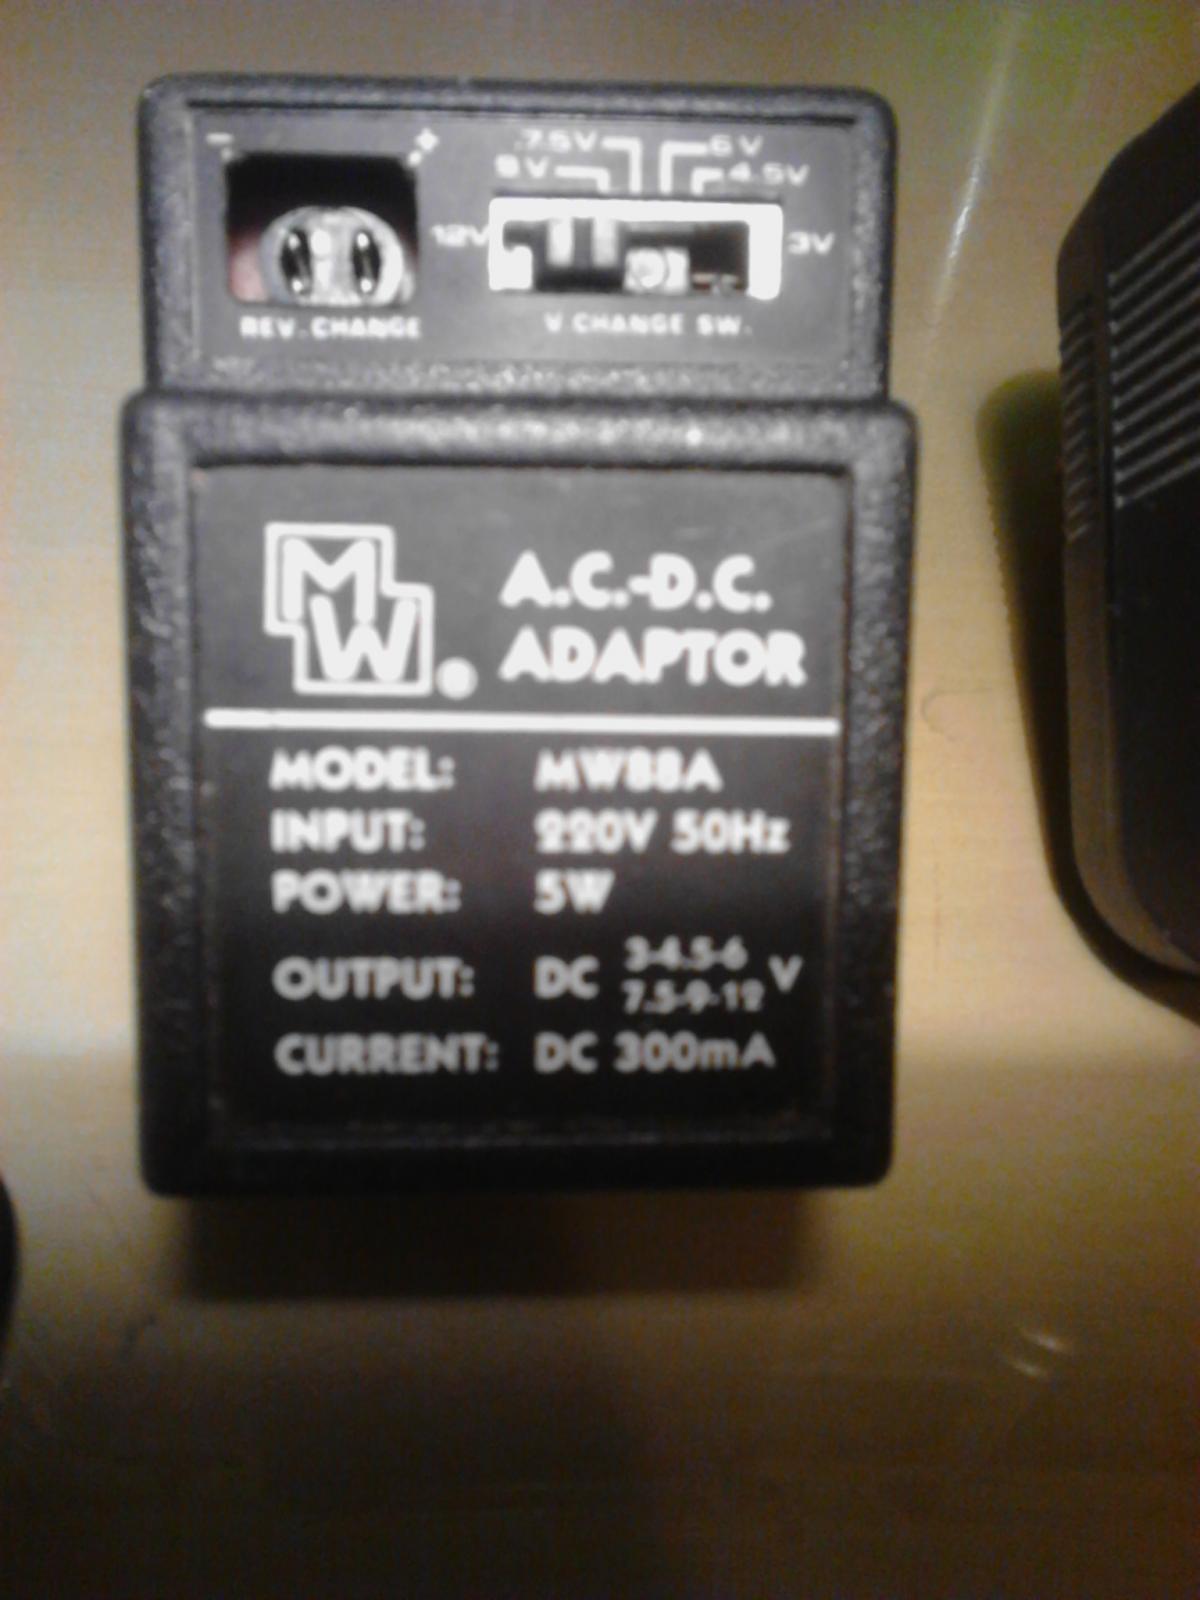 - +
7.5V 6V
9V 4.5V
12V 3V
REV. CHANGE V. CHANGE SW.
MW. A.C.-D.C.
ADAPTOR
MODEL: MW88A
INPUT: 220V 50Hz
POWER: 5W
OUTPUT: DC 3-4.5-6 7.5-9-12 V
CURRENT: DC 300mA